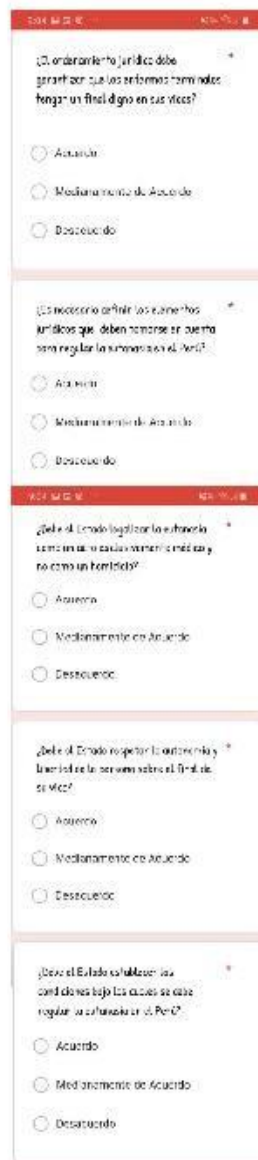 ¿El ordenamiento jurídico debe *
garantizar que los enfermos terminales
tengan un final digno en sus vidas?
Acuerdo
Medianamente de Acuerdo
Desacuerdo
¿Es necesario definir los elementos *
jurídicos que deben tomarse en cuenta
para regular la eutanasia en el Perú?
Acuerdo
Medianamente de Acuerdo
Desacuerdo
¿Debe el Estado legalizar la eutanasia *
como un acto exclusivamente médico y
no como un homicidio?
Acuerdo
Medianamente de Acuerdo
Desacuerdo
¿Debe el Estado respetar la autonomía y *
libertad de la persona sobre el final de
su vida?
Acuerdo
Medianamente de Acuerdo
Desacuerdo
¿Debe el Estado establecer las *
condiciones bajo las cuales se debe
regular la eutanasia en el Perú?
Acuerdo
Medianamente de Acuerdo
Desacuerdo